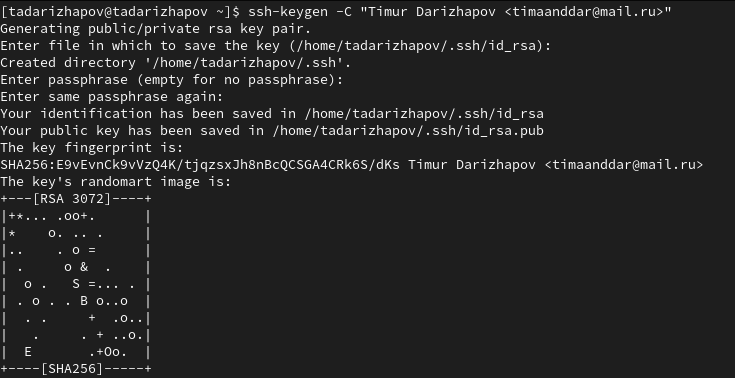 [tadarizhapov@tadarizhapov ~]$ ssh-keygen -C "Timur Darizhapov <timaanddar@mail.ru>"
Generating public/private rsa key pair.
Enter file in which to save the key (/home/tadarizhapov/.ssh/id_rsa):
Created directory '/home/tadarizhapov/.ssh'.
Enter passphrase (empty for no passphrase):
Enter same passphrase again:
Your identification has been saved in /home/tadarizhapov/.ssh/id_rsa
Your public key has been saved in /home/tadarizhapov/.ssh/id_rsa.pub
The key fingerprint is:
SHA256:E9vEvnCk9vVzQ4K/tjqzsxJh8nBcQCSGA4CRk6S/dKs Timur Darizhapov <timaanddar@mail.ru>
The key's randomart image is:
+---[RSA 3072]----+
|+*... .oo+.      |
|*    o. .. .     |
|..    . o =      |
| .     o &  .    |
|  o .   S =... . |
| . o . . B o..o  |
|  . .     +  .o..|
|   .     . + ..o.|
|  E       .+Oo.  |
+----[SHA256]-----+